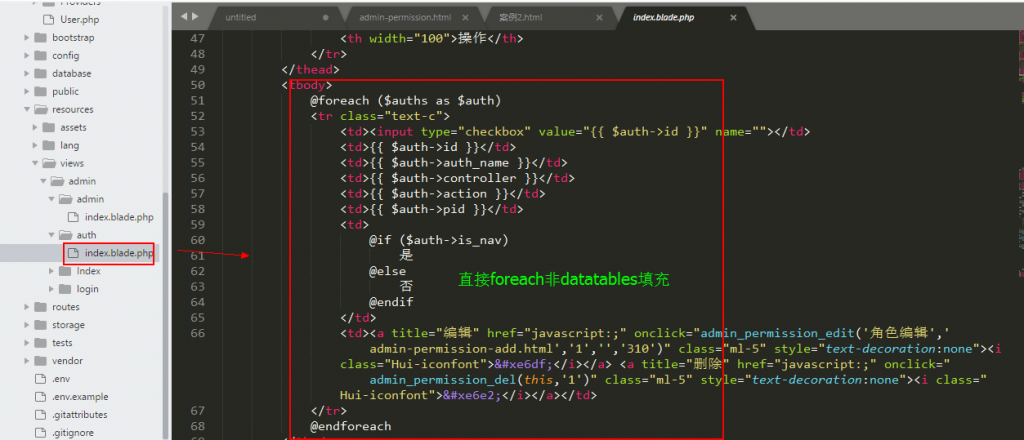 Providers
User.php
bootstrap
config
database
public
resources
assets
lang
views
admin
admin
index.blade.php
auth
index.blade.php
Index
login
routes
storage
tests
vendor
.env
.env.example
.gitattributes
.gitignore
untitled
admin-permission.html
案例2.html
index.blade.php
47 <th width="100">操作</th>
48 </tr>
49 </thead>
50 <tbody>
51 @foreach ($auths as $auth)
52 <tr class="text-c">
53 <td><input type="checkbox" value="{{ $auth->id }}" name=""></td>
54 <td>{{ $auth->id }}</td>
55 <td>{{ $auth->auth_name }}</td>
56 <td>{{ $auth->controller }}</td>
57 <td>{{ $auth->action }}</td>
58 <td>{{ $auth->pid }}</td>
59 <td>
60 @if ($auth->is_nav)
61 是
62 @else
63 否
64 @endif
65 </td>
直接foreach非datatables填充
66 <td><a title="编辑" href="javascript:;" onclick="admin_permission_edit('角色编辑','
admin-permission-add.html','1','','310')" class="ml-5" style="text-decoration:none"><i
class="Hui-iconfont">&#xe6df;</i></a> <a title="删除" href="javascript:;" onclick="
admin_permission_del(this,'1')" class="ml-5" style="text-decoration:none"><i class="
Hui-iconfont">&#xe6e2;</i></a></td>
67 </tr>
68 @endforeach